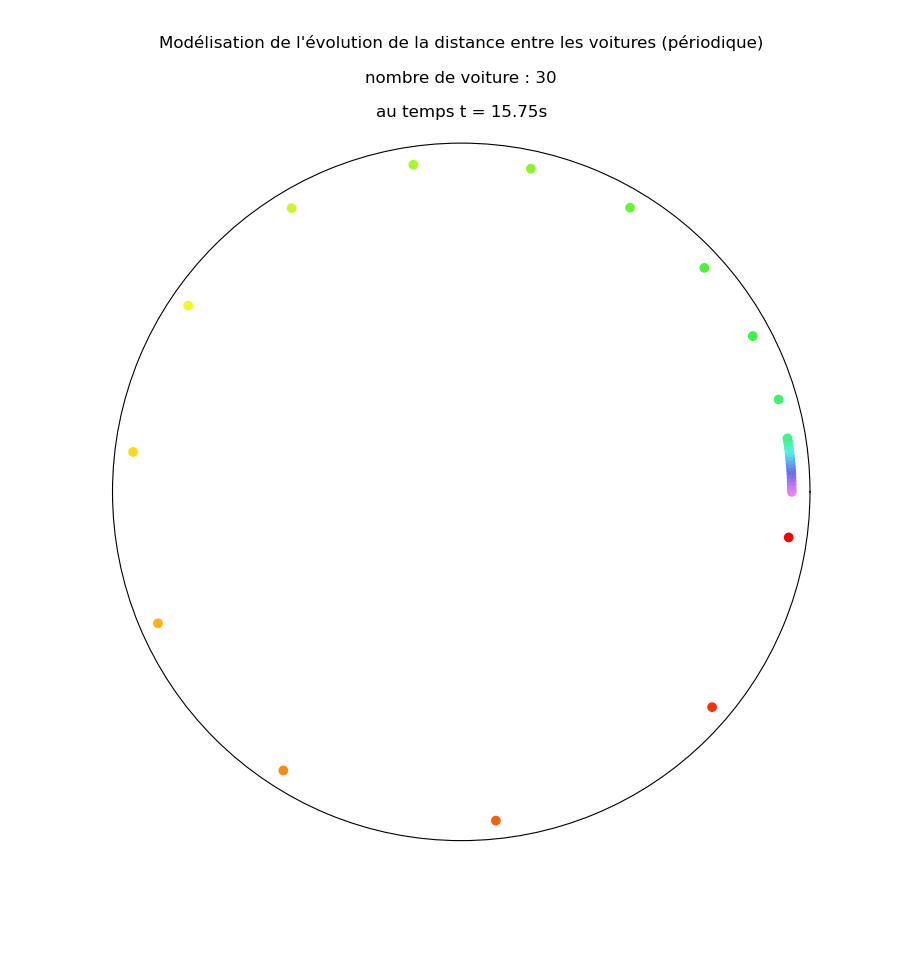 Modélisation de l'évolution de la distance entre les voitures (périodique)
nombre de voiture : 30
au temps t = 15.75s